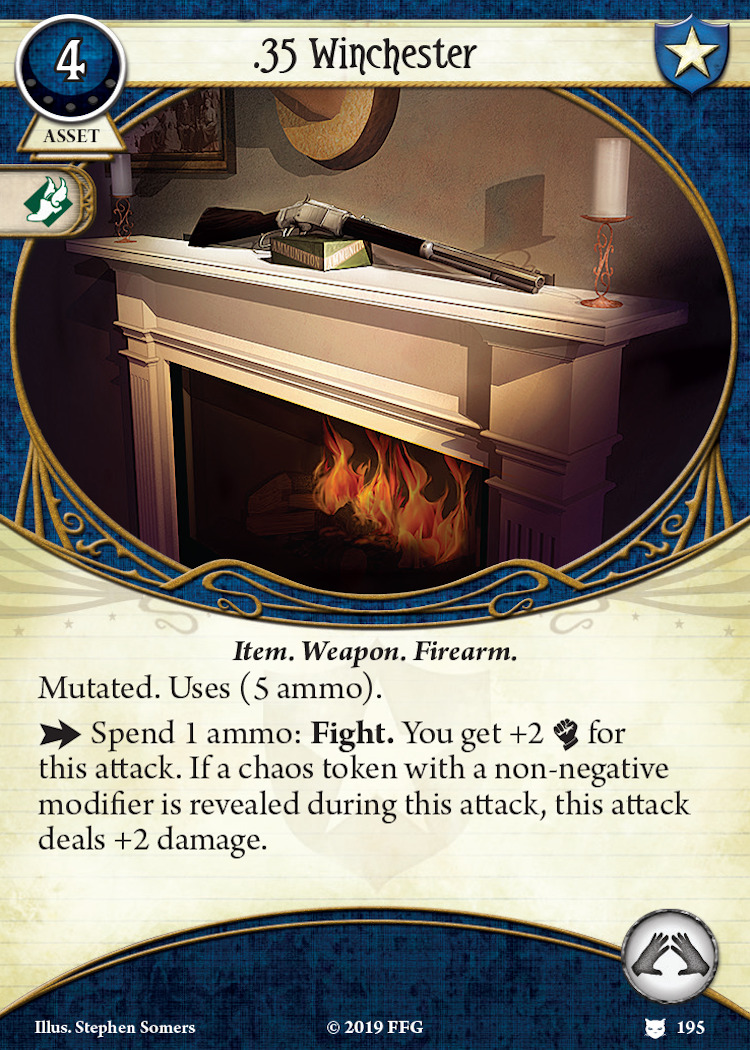 4
.35 Winchester
ASSET
AMMUNITION
Item. Weapon. Firearm.
Mutated. Uses (5 ammo).
Spend 1 ammo: Fight. You get +2 for
this attack. If a chaos token with a non-negative
modifier is revealed during this attack, this attack
deals +2 damage.
Illus. Stephen Somers
© 2019 FFG
195